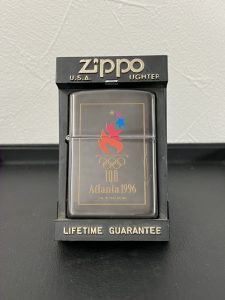 Zippo
U.S.A. LIGHTER
100
Atlanta 1996
LIFETIME GUARANTEE